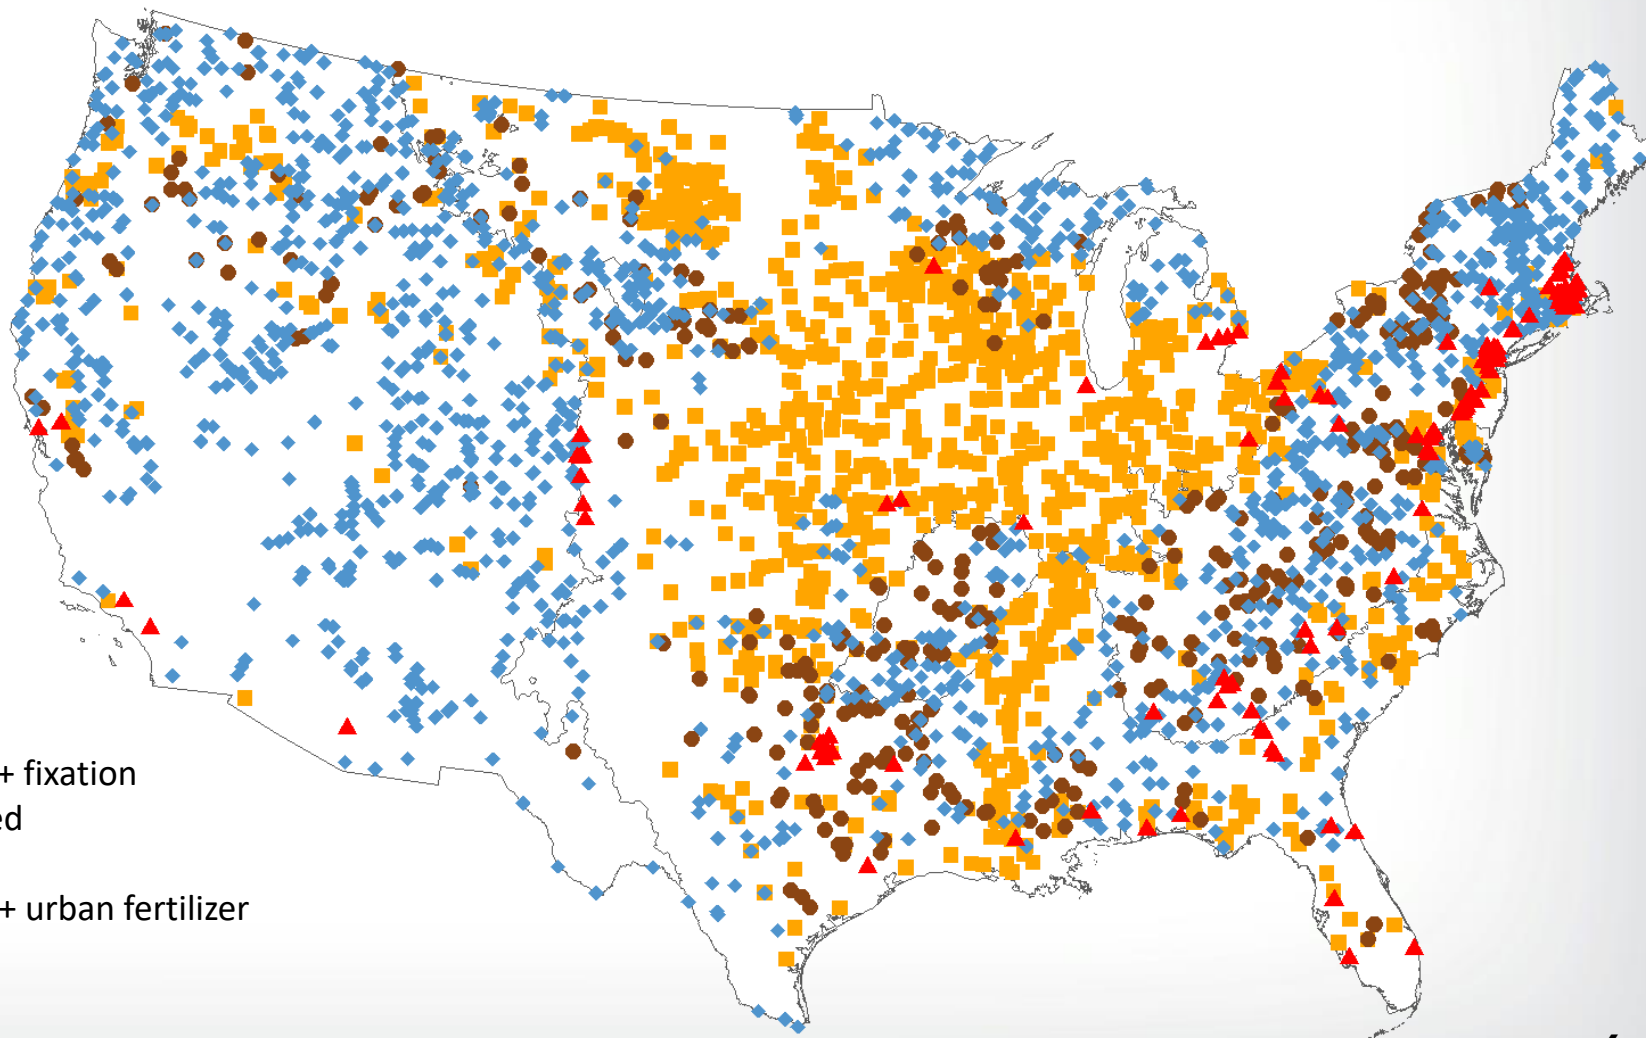 + fixation
ed
+ urban fertilizer